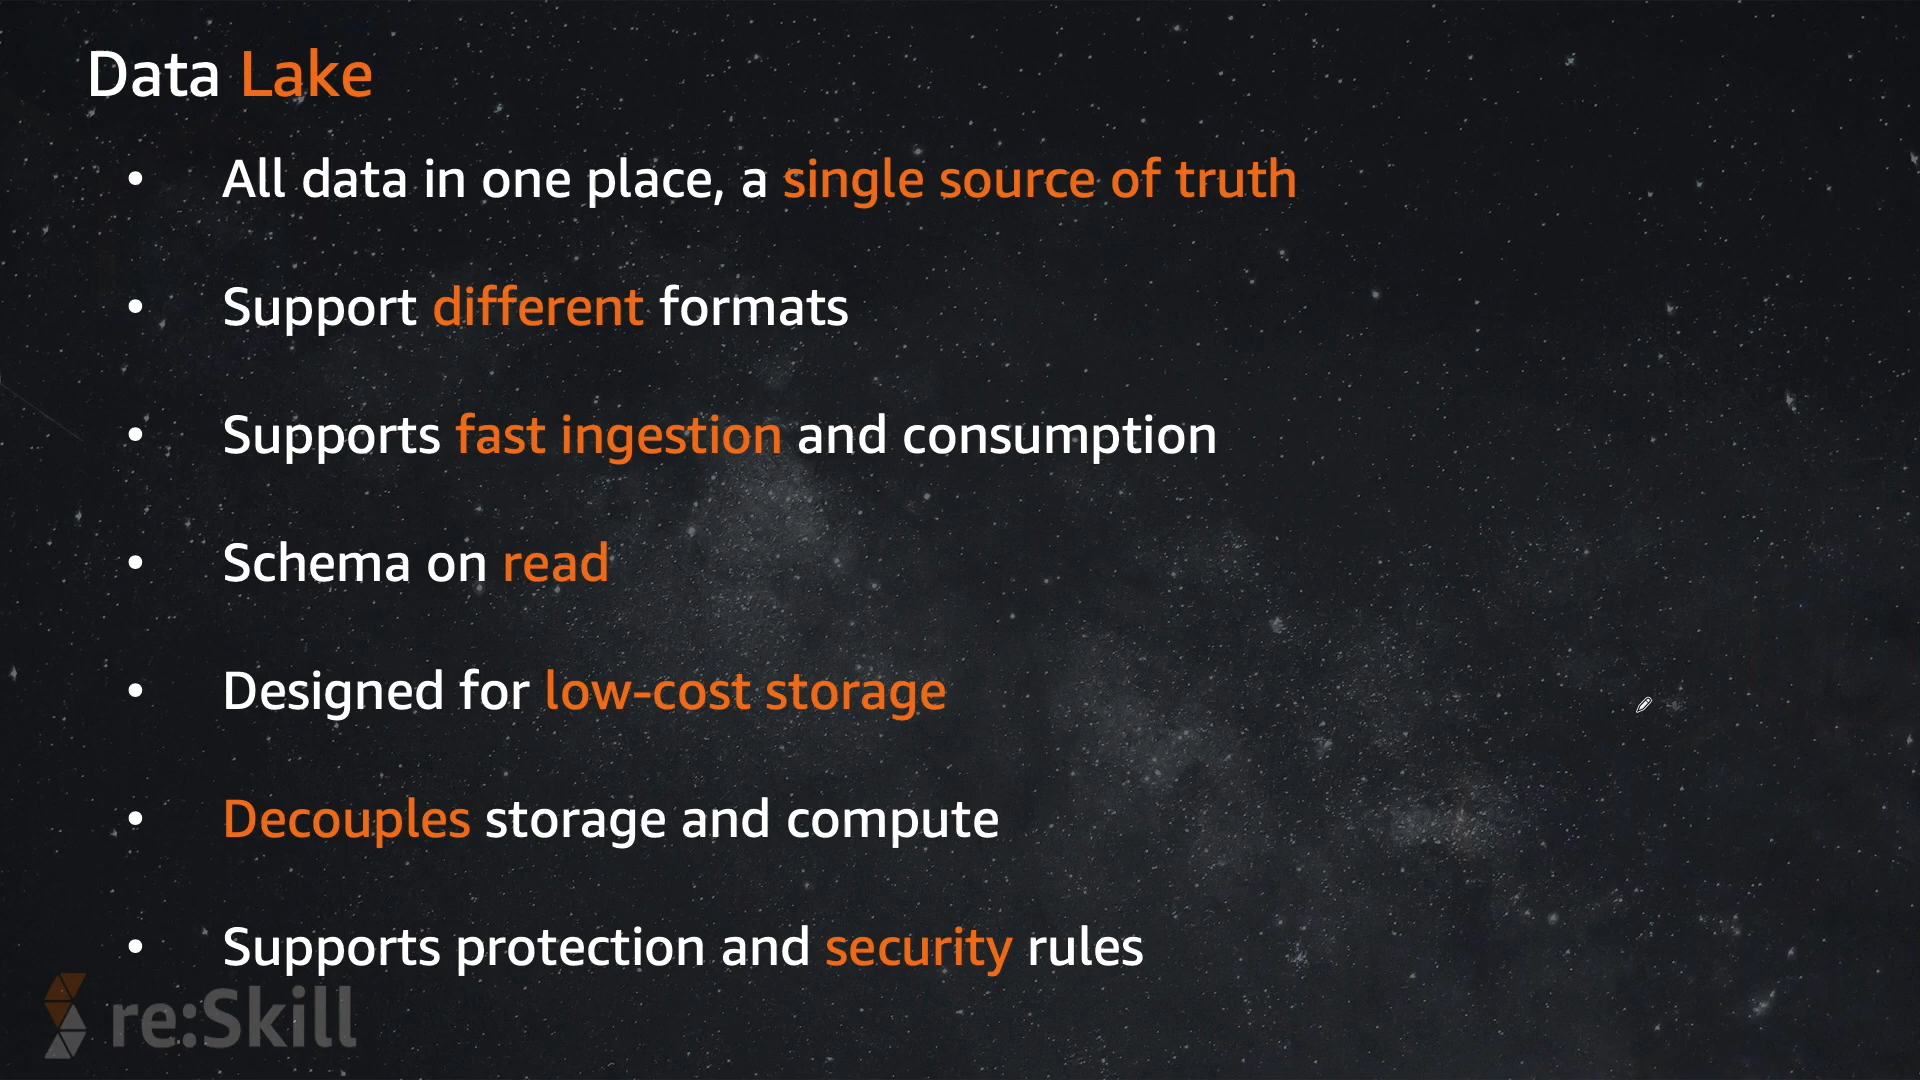 Data Lake
• All data in one place, a single source of truth
• Support different formats
• Supports fast ingestion and consumption
• Schema on read
• Designed for low-cost storage
• Decouples storage and compute
• Supports protection and security rules
re:Skill